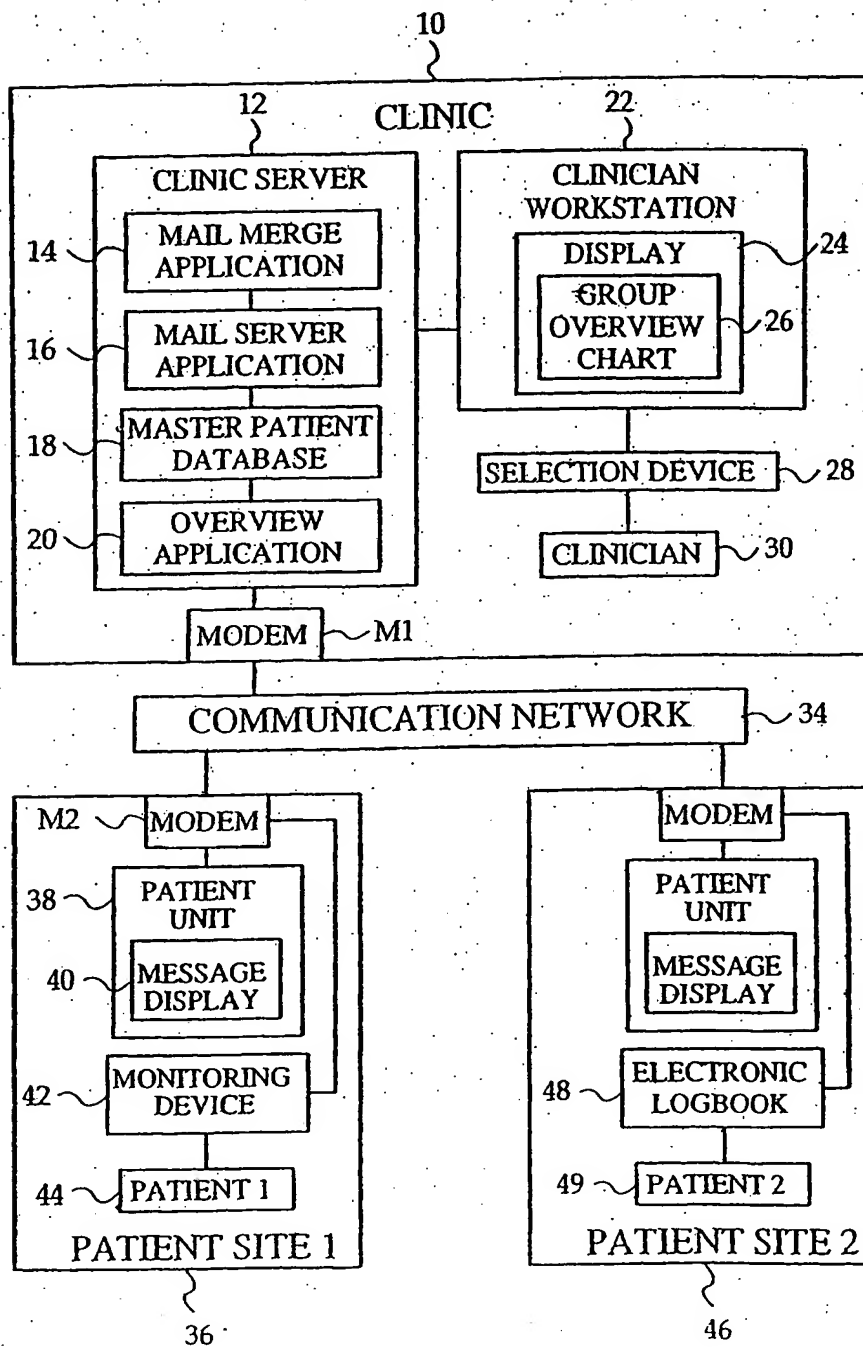 10
CLINIC
12
22
CLINIC SERVER
14
MAIL MERGE
APPLICATION
16
MAIL SERVER
APPLICATION
18
MASTER PATIENT
DATABASE
20
OVERVIEW
APPLICATION
CLINICIAN
WORKSTATION
DISPLAY
24
GROUP
OVERVIEW
CHART
26
SELECTION DEVICE
28
CLINICIAN
30
MODEM
M1
COMMUNICATION NETWORK
34
M2
MODEM
38
PATIENT
UNIT
40
MESSAGE
DISPLAY
42
MONITORING
DEVICE
44
PATIENT 1
PATIENT SITE 1
36
MODEM
PATIENT
UNIT
MESSAGE
DISPLAY
48
ELECTRONIC
LOGBOOK
49
PATIENT 2
PATIENT SITE 2
46